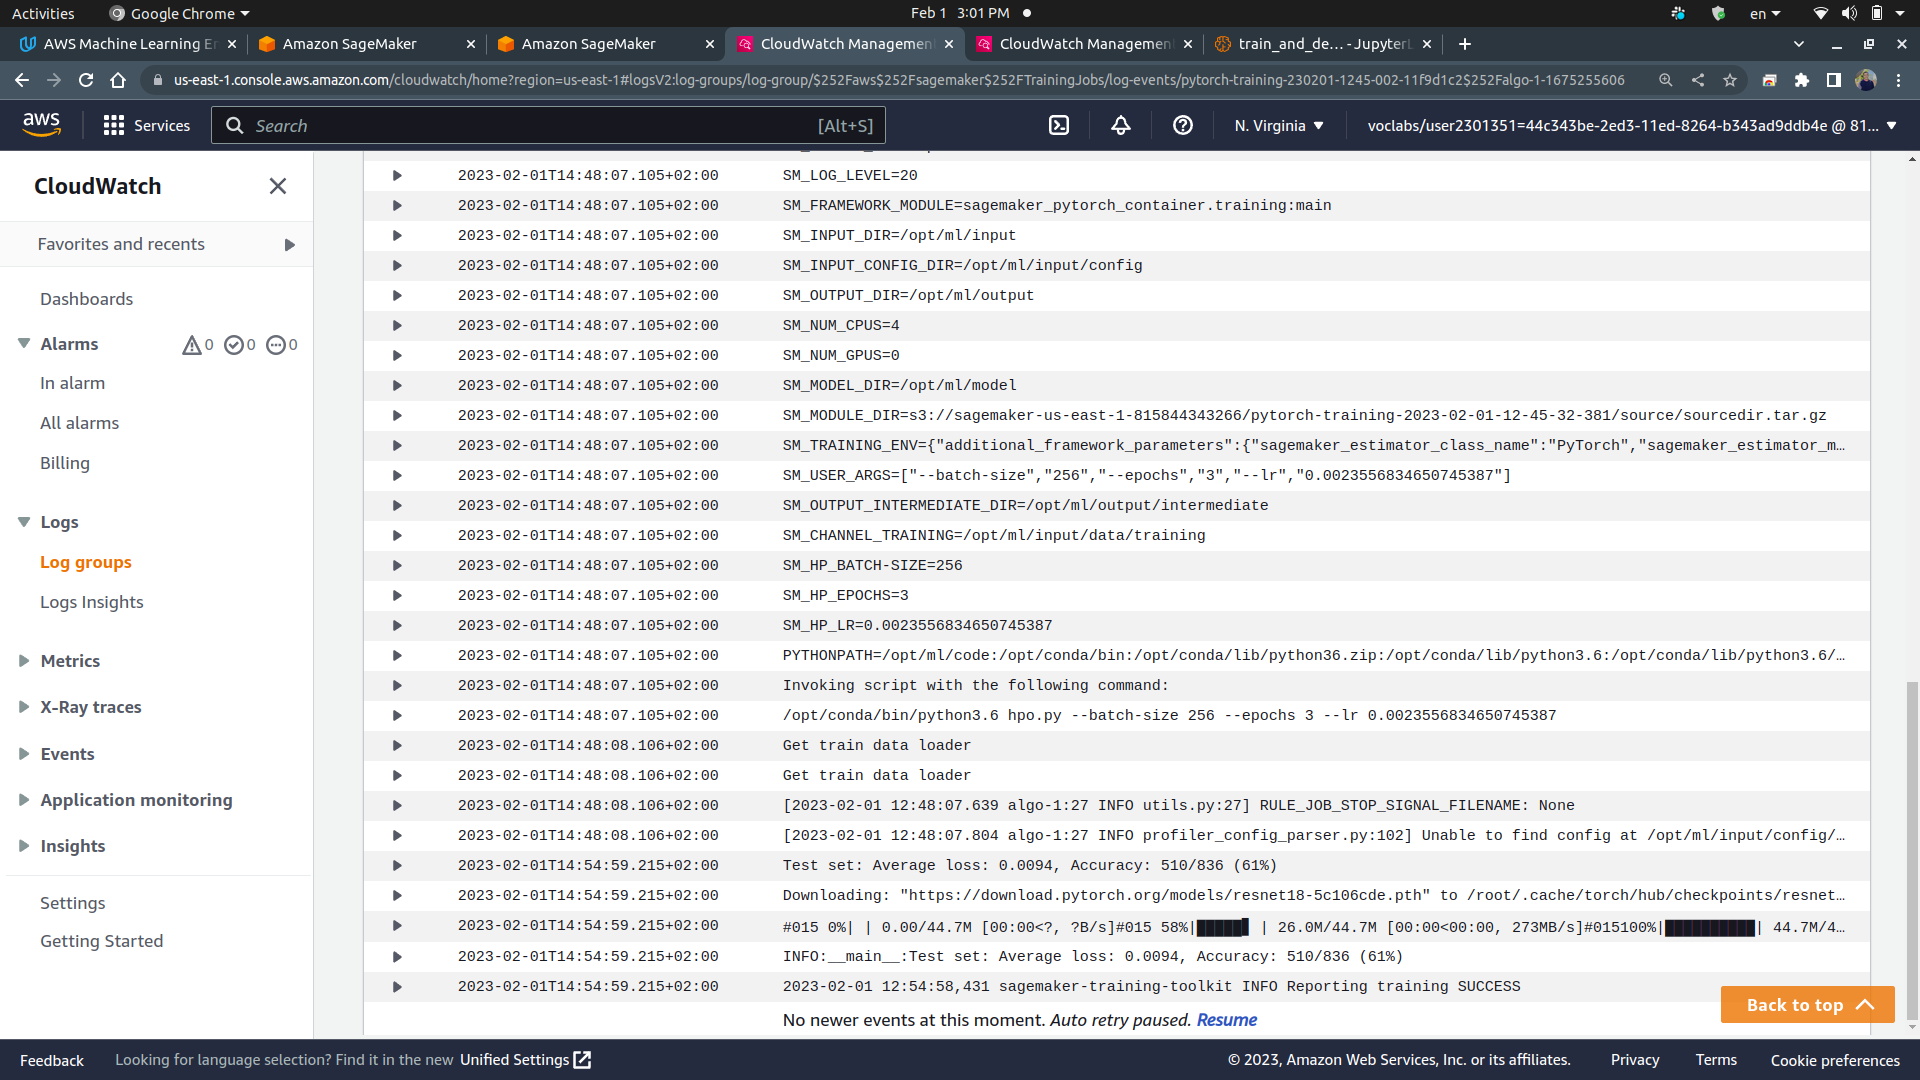 Activities
Google Chrome
Feb 1 3:01 PM
en
AWS Machine Learning En
Amazon SageMaker
Amazon SageMaker
CloudWatch Management
CloudWatch Management
train_and_de… - JupyterL
us-east-1.console.aws.amazon.com/cloudwatch/home?region=us-east-1#logsV2:log-groups/log-group/$252Faws$252Fsagemaker$252FTrainingJobs/log-events/pytorch-training-230201-1245-002-11f9d1c2$252Falgo-1-1675255606
aws
Services
Search
[Alt+S]
N. Virginia
voclabs/user2301351=44c343be-2ed3-11ed-8264-b343ad9ddb4e @ 81...
CloudWatch
Favorites and recents
Dashboards
Alarms
0 0 0
In alarm
All alarms
Billing
Logs
Log groups
Logs Insights
Metrics
X-Ray traces
Events
Application monitoring
Insights
Settings
Getting Started
2023-02-01T14:48:07.105+02:00 SM_LOG_LEVEL=20
2023-02-01T14:48:07.105+02:00 SM_FRAMEWORK_MODULE=sagemaker_pytorch_container.training:main
2023-02-01T14:48:07.105+02:00 SM_INPUT_DIR=/opt/ml/input
2023-02-01T14:48:07.105+02:00 SM_INPUT_CONFIG_DIR=/opt/ml/input/config
2023-02-01T14:48:07.105+02:00 SM_OUTPUT_DIR=/opt/ml/output
2023-02-01T14:48:07.105+02:00 SM_NUM_CPUS=4
2023-02-01T14:48:07.105+02:00 SM_NUM_GPUS=0
2023-02-01T14:48:07.105+02:00 SM_MODEL_DIR=/opt/ml/model
2023-02-01T14:48:07.105+02:00 SM_MODULE_DIR=s3://sagemaker-us-east-1-815844343266/pytorch-training-2023-02-01-12-45-32-381/source/sourcedir.tar.gz
2023-02-01T14:48:07.105+02:00 SM_TRAINING_ENV={"additional_framework_parameters":{"sagemaker_estimator_class_name":"PyTorch","sagemaker_estimator_m…
2023-02-01T14:48:07.105+02:00 SM_USER_ARGS=["--batch-size","256","--epochs","3","--lr","0.0023556834650745387"]
2023-02-01T14:48:07.105+02:00 SM_OUTPUT_INTERMEDIATE_DIR=/opt/ml/output/intermediate
2023-02-01T14:48:07.105+02:00 SM_CHANNEL_TRAINING=/opt/ml/input/data/training
2023-02-01T14:48:07.105+02:00 SM_HP_BATCH-SIZE=256
2023-02-01T14:48:07.105+02:00 SM_HP_EPOCHS=3
2023-02-01T14:48:07.105+02:00 SM_HP_LR=0.0023556834650745387
2023-02-01T14:48:07.105+02:00 PYTHONPATH=/opt/ml/code:/opt/conda/bin:/opt/conda/lib/python36.zip:/opt/conda/lib/python3.6:/opt/conda/lib/python3.6/…
2023-02-01T14:48:07.105+02:00 Invoking script with the following command:
2023-02-01T14:48:07.105+02:00 /opt/conda/bin/python3.6 hpo.py --batch-size 256 --epochs 3 --lr 0.0023556834650745387
2023-02-01T14:48:08.106+02:00 Get train data loader
2023-02-01T14:48:08.106+02:00 Get train data loader
2023-02-01T14:48:08.106+02:00 [2023-02-01 12:48:07.639 algo-1:27 INFO utils.py:27] RULE_JOB_STOP_SIGNAL_FILENAME: None
2023-02-01T14:48:08.106+02:00 [2023-02-01 12:48:07.804 algo-1:27 INFO profiler_config_parser.py:102] Unable to find config at /opt/ml/input/config/…
2023-02-01T14:54:59.215+02:00 Test set: Average loss: 0.0094, Accuracy: 510/836 (61%)
2023-02-01T14:54:59.215+02:00 Downloading: "https://download.pytorch.org/models/resnet18-5c106cde.pth" to /root/.cache/torch/hub/checkpoints/resnet…
2023-02-01T14:54:59.215+02:00 #015 0%| | 0.00/44.7M [00:00<?, ?B/s]#015 58%|█████▊ | 26.0M/44.7M [00:00<00:00, 273MB/s]#015100%|██████████| 44.7M/4…
2023-02-01T14:54:59.215+02:00 INFO:__main__:Test set: Average loss: 0.0094, Accuracy: 510/836 (61%)
2023-02-01T14:54:59.215+02:00 2023-02-01 12:54:58,431 sagemaker-training-toolkit INFO Reporting training SUCCESS
No newer events at this moment. Auto retry paused. Resume
Back to top
Feedback
Looking for language selection? Find it in the new Unified Settings
© 2023, Amazon Web Services, Inc. or its affiliates.
Privacy
Terms
Cookie preferences